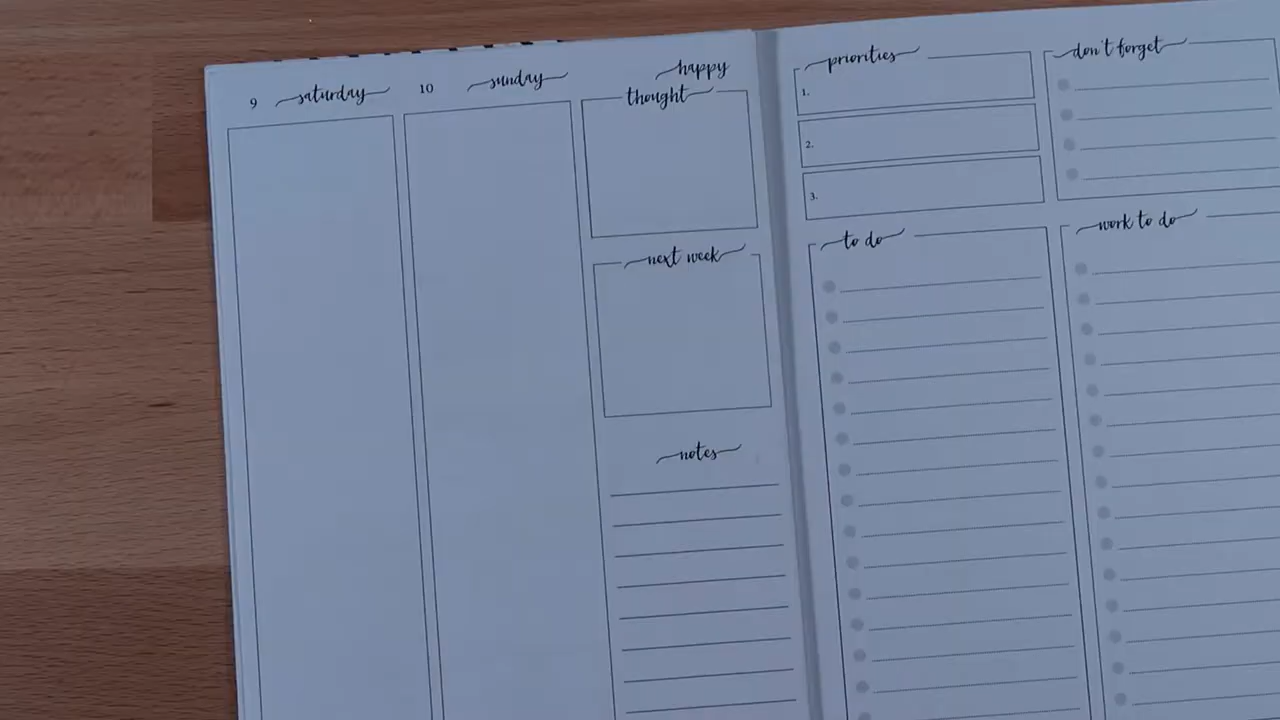 9 saturday
10 sunday
happy
thought
next week
notes
priorities
1.
2.
3.
don't forget
to do
work to do